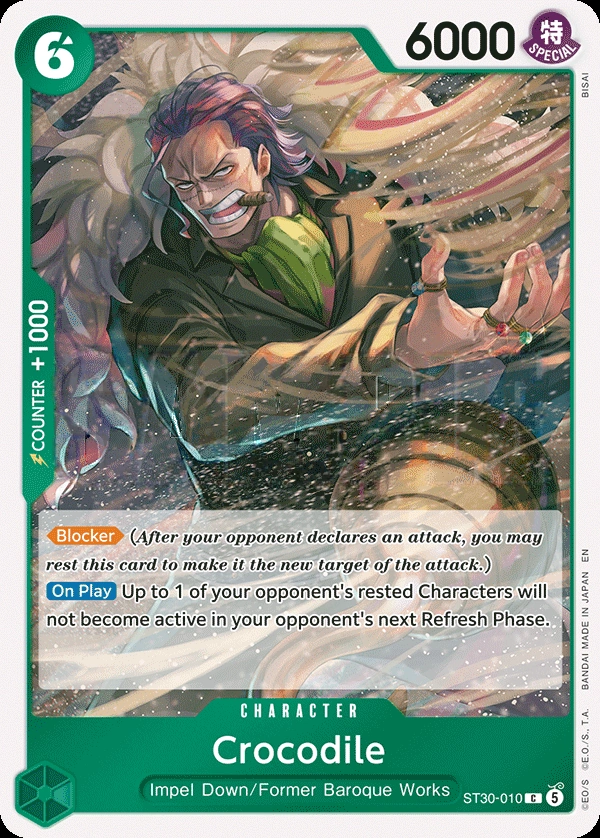 6
6000
特
SPECIAL
BISAI
COUNTER +1000
Blocker (After your opponent declares an attack, you may
rest this card to make it the new target of the attack.)
On Play Up to 1 of your opponent's rested Characters will
not become active in your opponent's next Refresh Phase.
CHARACTER
Crocodile
Impel Down/Former Baroque Works
ST30-010 C 5
©EO/S ©E.O./S., T.A. BANDAI MADE IN JAPAN EN